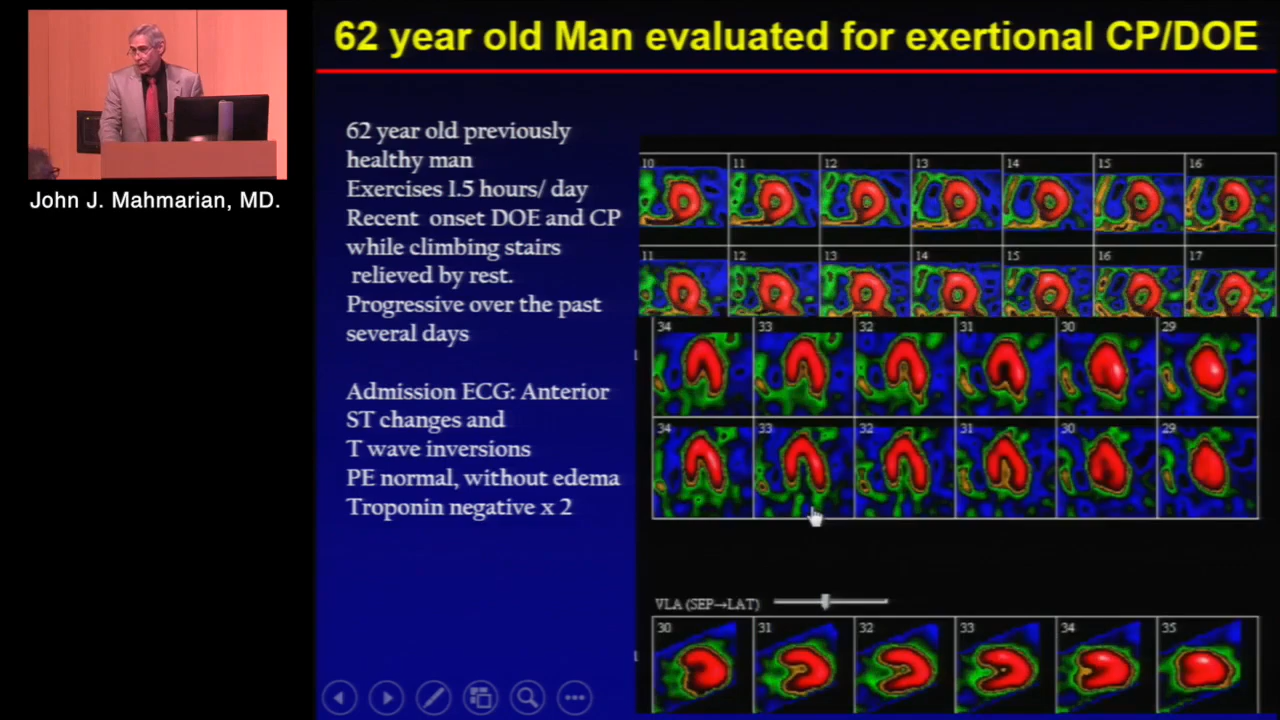 62 year old Man evaluated for exertional CP/DOE
John J. Mahmarian, MD.
62 year old previously
healthy man
Exercises 1.5 hours/ day
Recent onset DOE and CP
while climbing stairs
relieved by rest.
Progressive over the past
several days
Admission ECG: Anterior
ST changes and
T wave inversions
PE normal, without edema
Troponin negative x 2
10 11 12 13 14 15 16
11 12 13 14 15 16 17
34 33 32 31 30 29
34 33 32 31 30 29
VLA (SEP→LAT)
30 31 32 33 34 35